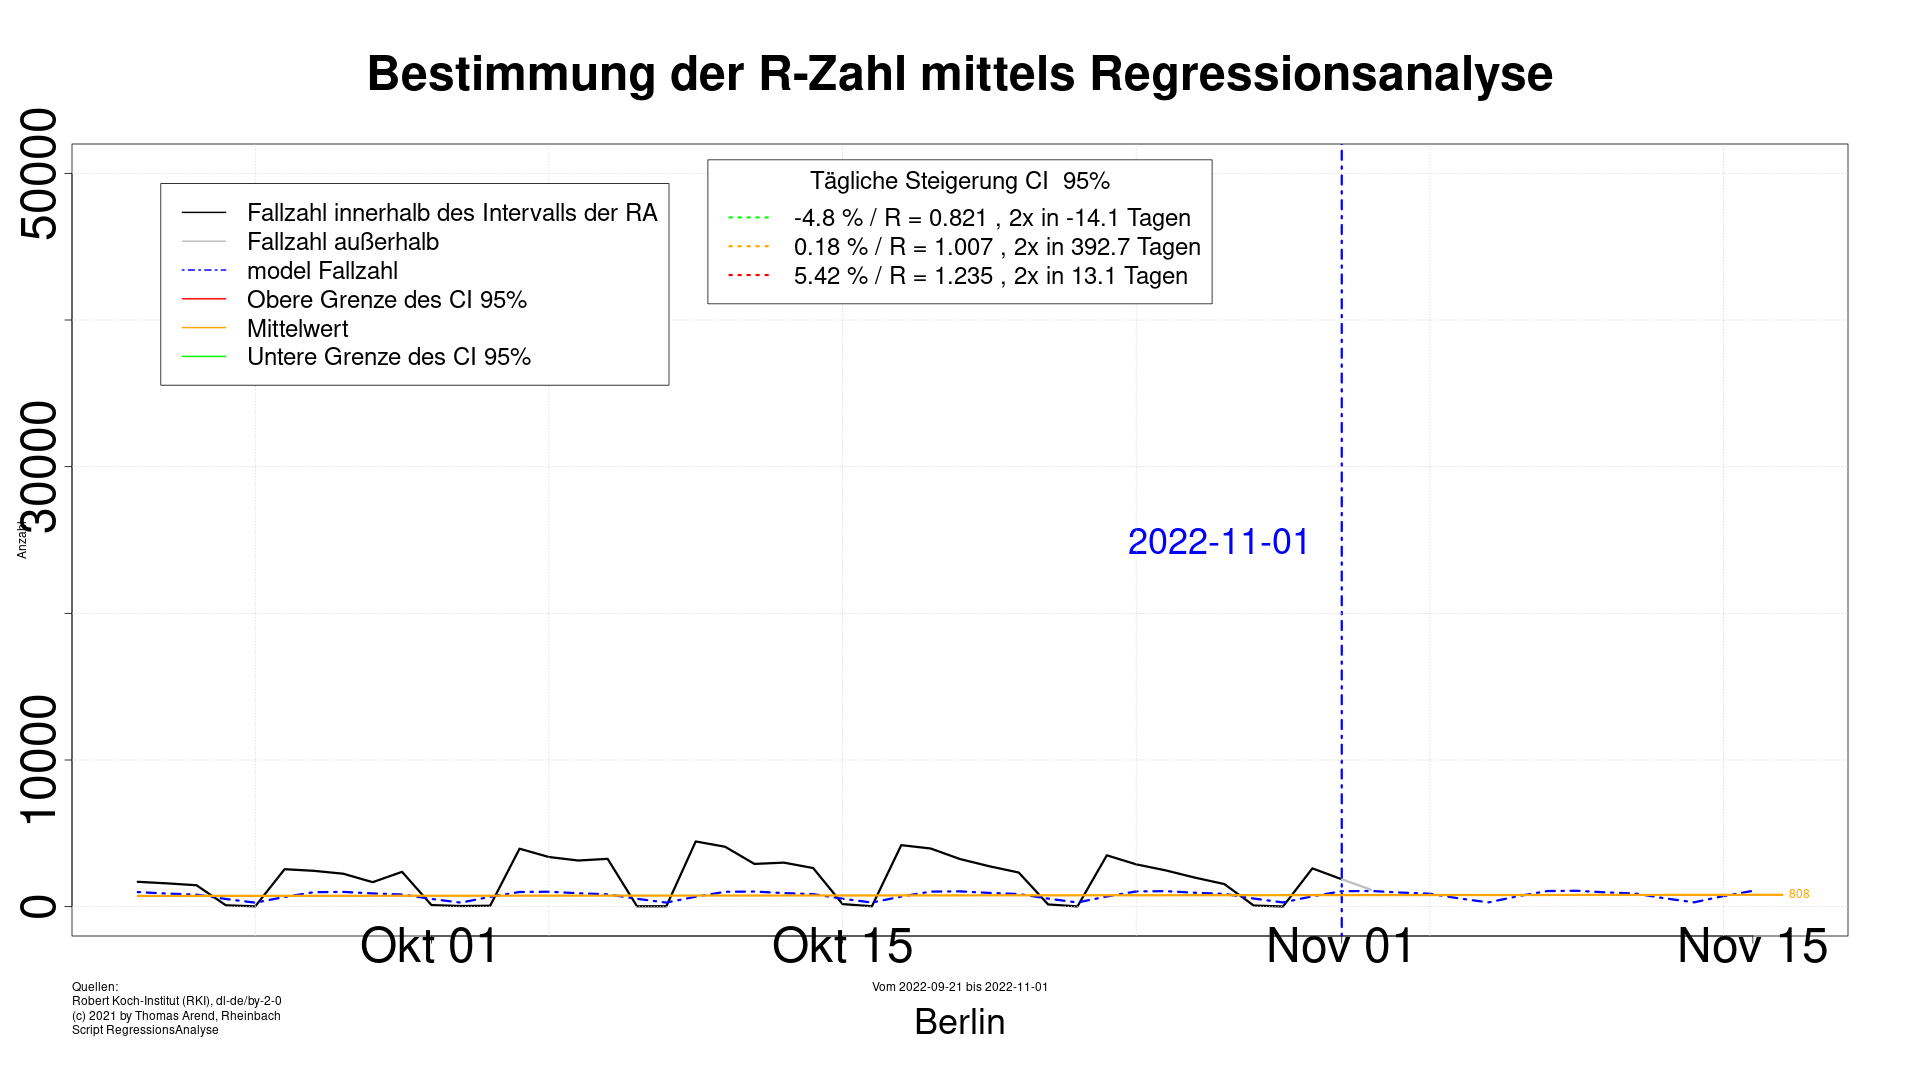 Bestimmung der R-Zahl mittels Regressionsanalyse
50000
30000
10000
0
Anzahl
Fallzahl innerhalb des Intervalls der RA
Fallzahl außerhalb
model Fallzahl
Obere Grenze des CI 95%
Mittelwert
Untere Grenze des CI 95%
Tägliche Steigerung CI  95%
-4.8 % / R = 0.821 , 2x in -14.1 Tagen
0.18 % / R = 1.007 , 2x in 392.7 Tagen
5.42 % / R = 1.235 , 2x in 13.1 Tagen
2022-11-01
808
Okt 01
Okt 15
Nov 01
Nov 15
Quellen:
Robert Koch-Institut (RKI), dl-de/by-2-0
(c) 2021 by Thomas Arend, Rheinbach
Script RegressionsAnalyse
Vom 2022-09-21 bis 2022-11-01
Berlin